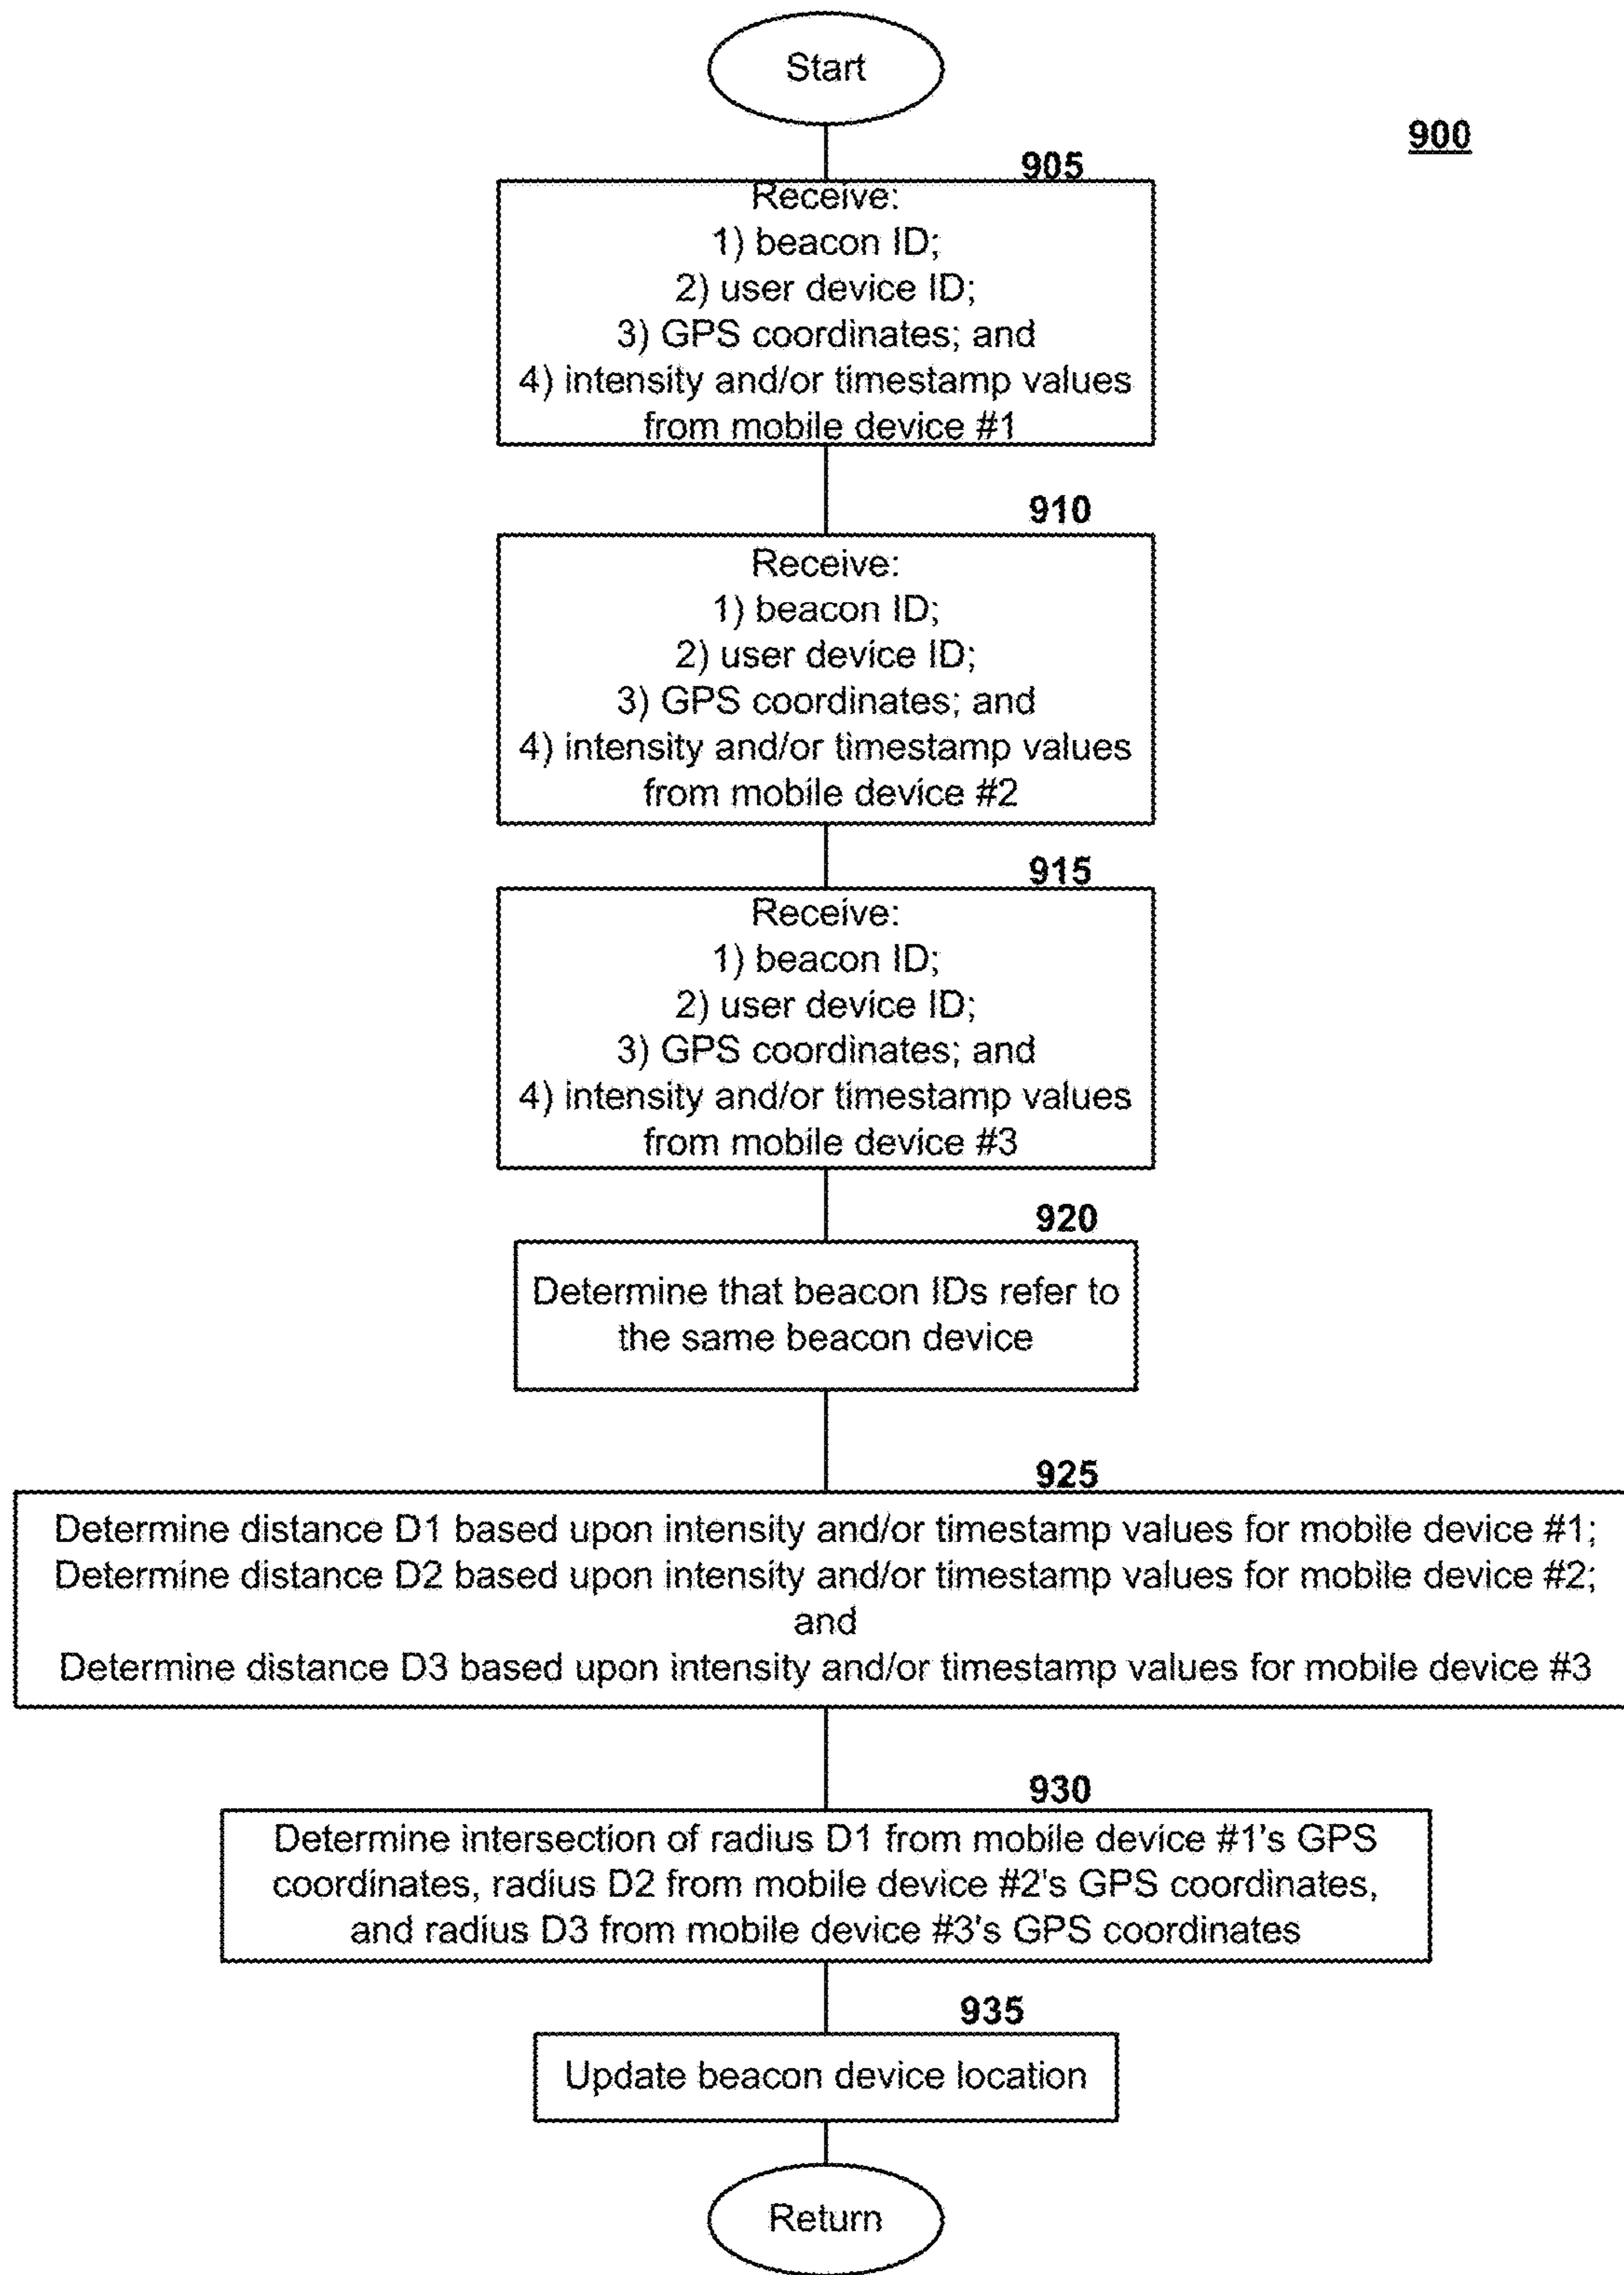 Start
900
905
Receive:
1) beacon ID;
2) user device ID;
3) GPS coordinates; and
4) intensity and/or timestamp values
from mobile device #1
910
Receive:
1) beacon ID;
2) user device ID;
3) GPS coordinates; and
4) intensity and/or timestamp values
from mobile device #2
915
Receive:
1) beacon ID;
2) user device ID;
3) GPS coordinates; and
4) intensity and/or timestamp values
from mobile device #3
920
Determine that beacon IDs refer to
the same beacon device
925
Determine distance D1 based upon intensity and/or timestamp values for mobile device #1;
Determine distance D2 based upon intensity and/or timestamp values for mobile device #2;
and
Determine distance D3 based upon intensity and/or timestamp values for mobile device #3
930
Determine intersection of radius D1 from mobile device #1's GPS
coordinates, radius D2 from mobile device #2's GPS coordinates,
and radius D3 from mobile device #3's GPS coordinates
935
Update beacon device location
Return